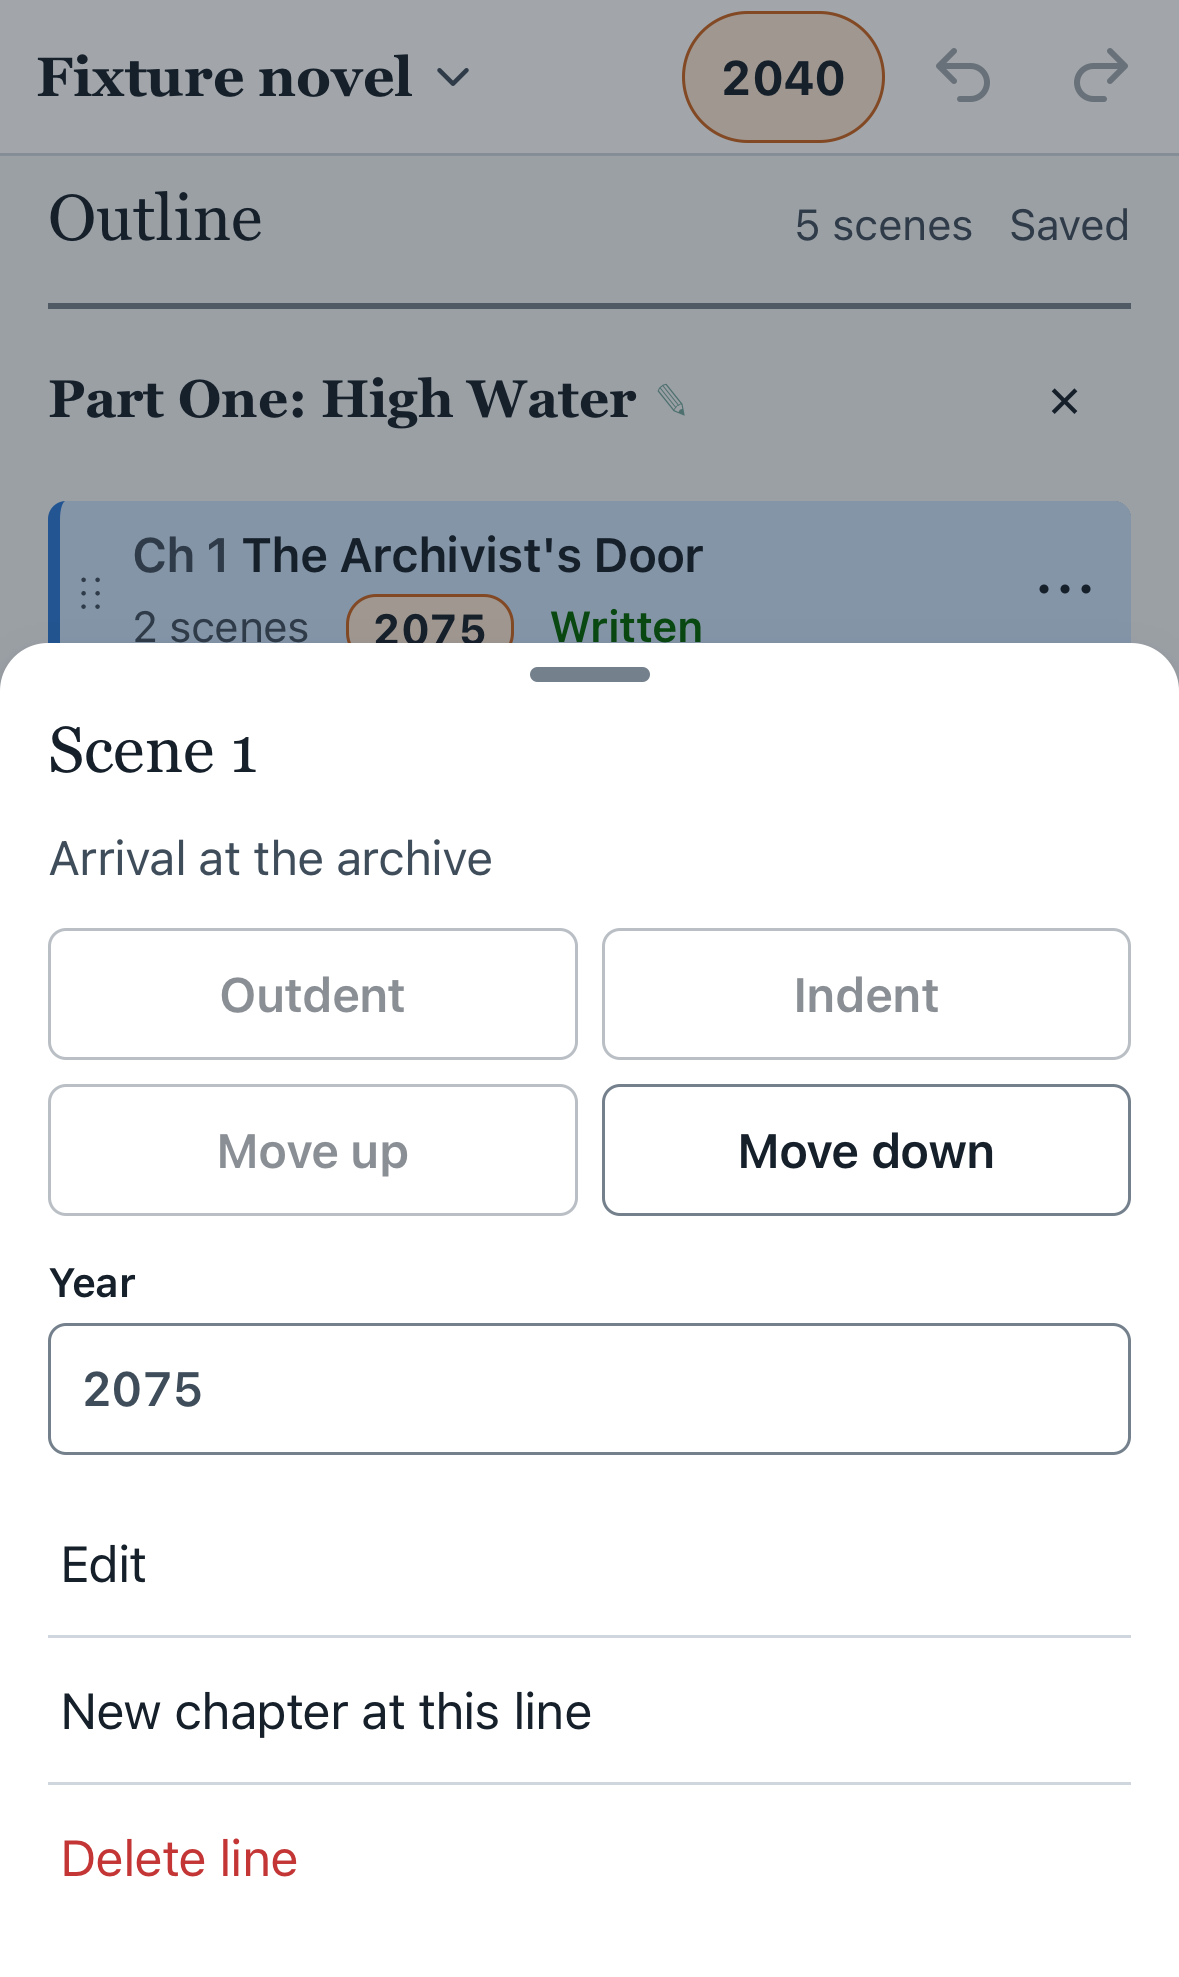 Fixture novel
2040
Outline
5 scenes Saved
Part One: High Water
Ch 1 The Archivist's Door
2 scenes 2075 Written
Scene 1
Arrival at the archive
Outdent
Indent
Move up
Move down
Year
2075
Edit
New chapter at this line
Delete line